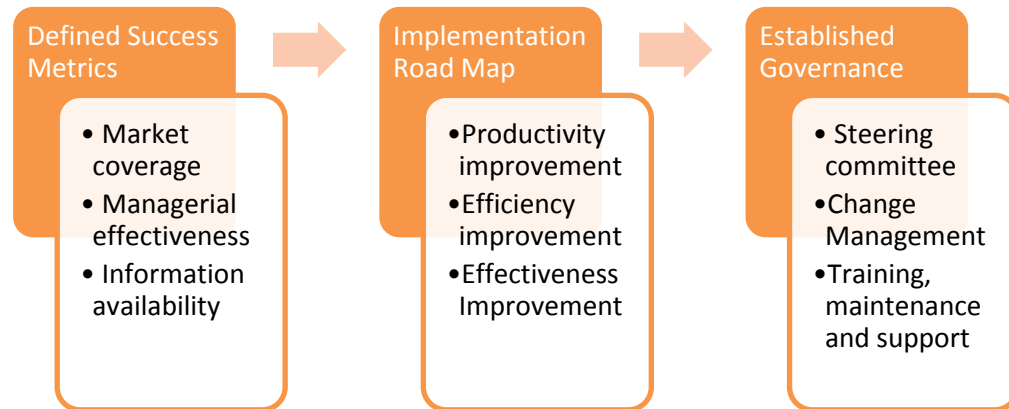 Defined Success
Metrics
• Market
coverage
• Managerial
effectiveness
• Information
availability
Implementation
Road Map
•Productivity
improvement
•Efficiency
improvement
•Effectiveness
Improvement
Established
Governance
• Steering
committee
•Change
Management
•Training,
maintenance
and support